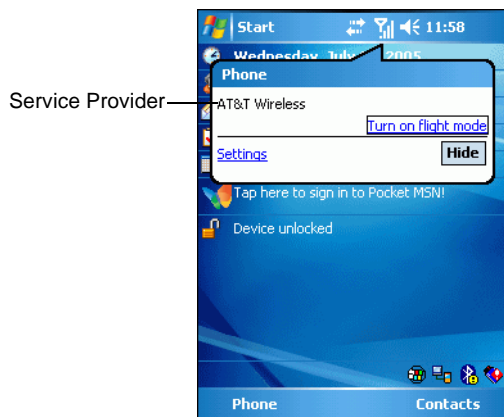 Start 11:58
Wednesday, July 2005
Phone
Service Provider
AT&T Wireless
Turn on flight mode
Settings Hide
Tap here to sign in to Pocket MSN!
Device unlocked
Phone Contacts